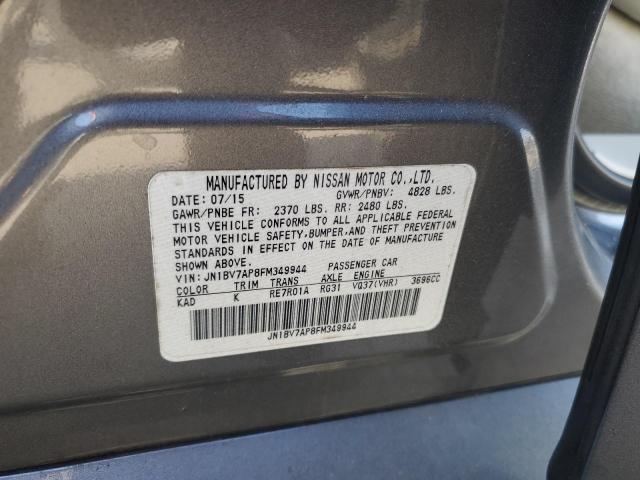 MANUFACTURED BY NISSAN MOTOR CO.,LTD.
DATE: 07/15 GVWR/PNBV: 4828 LBS.
GAWR/PNBE FR: 2370 LBS. RR: 2480 LBS.
THIS VEHICLE CONFORMS TO ALL APPLICABLE FEDERAL
MOTOR VEHICLE SAFETY,BUMPER,AND THEFT PREVENTION
STANDARDS IN EFFECT ON THE DATE OF MANUFACTURE
SHOWN ABOVE.
VIN: JN1BV7AP8FM349944 PASSENGER CAR
COLOR TRIM TRANS AXLE ENGINE
KAD K RE7R01A RG31 VQ37(VHR) 3696CC
JN1BV7AP8FM349944